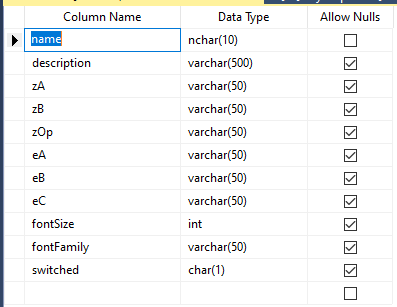 Column Name Data Type Allow Nulls
name nchar(10)
description varchar(500)
zA varchar(50)
zB varchar(50)
zOp varchar(50)
eA varchar(50)
eB varchar(50)
eC varchar(50)
fontSize int
fontFamily varchar(50)
switched char(1)